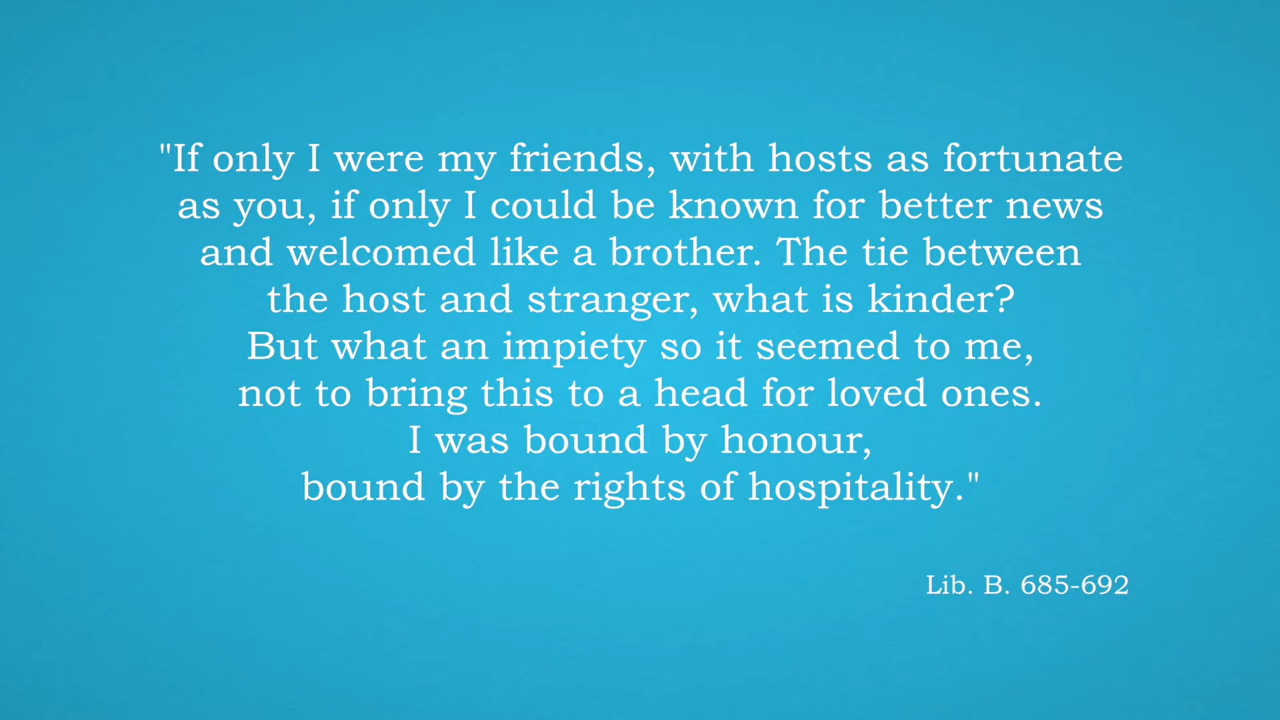 "If only I were my friends, with hosts as fortunate
as you, if only I could be known for better news
and welcomed like a brother. The tie between
the host and stranger, what is kinder?
But what an impiety so it seemed to me,
not to bring this to a head for loved ones.
I was bound by honour,
bound by the rights of hospitality."
Lib. B. 685-692